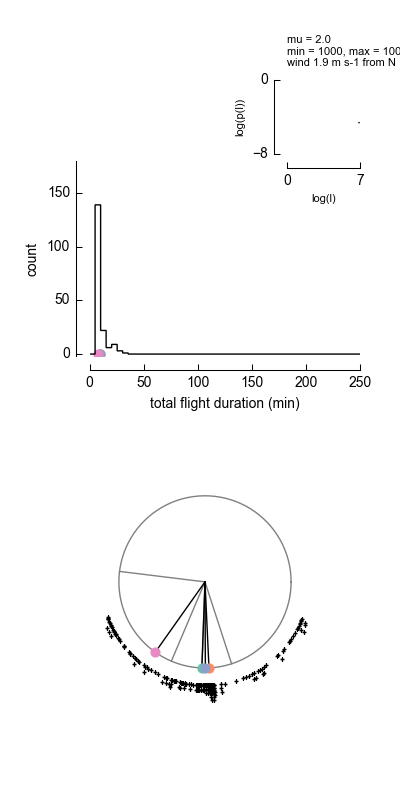 mu = 2.0
min = 1000, max = 100
wind 1.9 m s-1 from N
0
log(p(l))
−8
0
7
log(l)
150
100
50
0
count
0
50
100
150
200
250
total flight duration (min)